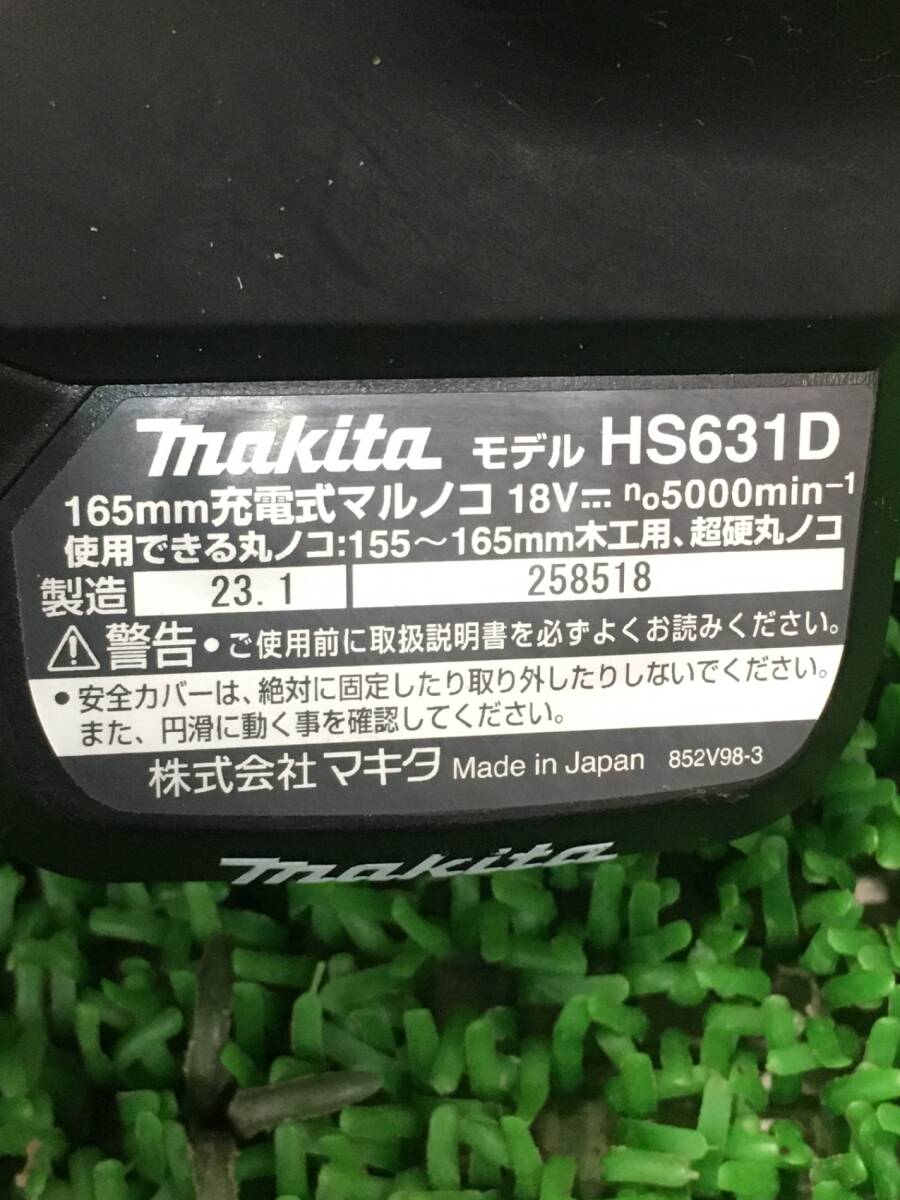 makita モデル HS631D
165mm充電式マルノコ 18V⎓ n₀5000min⁻¹
使用できる丸ノコ:155～165mm木工用、超硬丸ノコ
製造 23.1 258518
⚠警告 •ご使用前に取扱説明書を必ずよくお読みください。
•安全カバーは、絶対に固定したり取り外したりしないでください。
また、円滑に動く事を確認してください。
株式会社 マキタ Made in Japan 852V98-3
makita